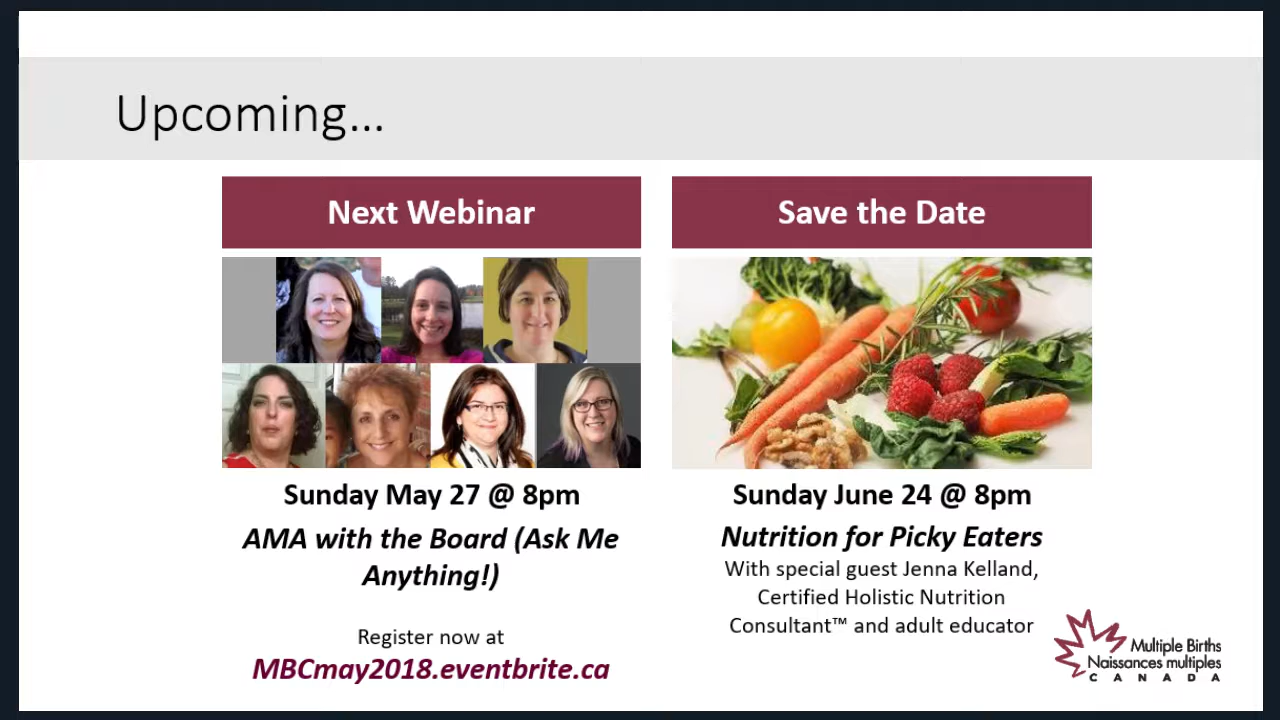 Upcoming...
Next Webinar
Sunday May 27 @ 8pm
AMA with the Board (Ask Me
Anything!)
Register now at
MBCmay2018.eventbrite.ca
Save the Date
Sunday June 24 @ 8pm
Nutrition for Picky Eaters
With special guest Jenna Kelland,
Certified Holistic Nutrition
Consultant™ and adult educator
Multiple Births
Naissances multiples
CANADA